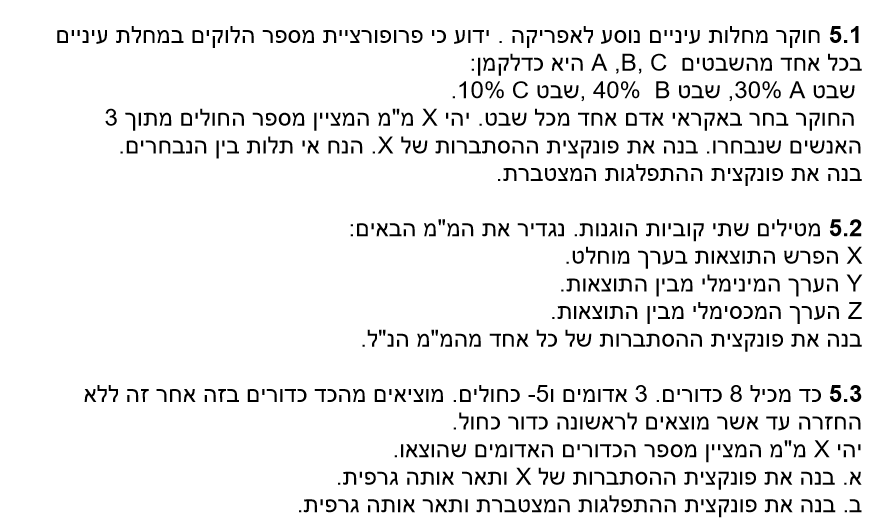 5.1 חוקר מחלות עיניים נוסע לאפריקה . ידוע כי פרופורציית מספר הלוקים במחלת עיניים
בכל אחד מהשבטים A ,B, C היא כדלקמן:
שבט A ‏30%, שבט B ‏40%, שבט C ‏10%.
החוקר בחר באקראי אדם אחד מכל שבט. יהי X מ"מ המציין מספר החולים מתוך 3
האנשים שנבחרו. בנה את פונקצית ההסתברות של X. הנח אי תלות בין הנבחרים.
בנה את פונקצית ההתפלגות המצטברת.
5.2 מטילים שתי קוביות הוגנות. נגדיר את המ"מ הבאים:
X הפרש התוצאות בערך מוחלט.
Y הערך המינימלי מבין התוצאות.
Z הערך המכסימלי מבין התוצאות.
בנה את פונקצית ההסתברות של כל אחד מהמ"מ הנ"ל.
5.3 כד מכיל 8 כדורים. 3 אדומים ו5- כחולים. מוציאים מהכד כדורים בזה אחר זה ללא
החזרה עד אשר מוצאים לראשונה כדור כחול.
יהי X מ"מ המציין מספר הכדורים האדומים שהוצאו.
א. בנה את פונקצית ההסתברות של X ותאר אותה גרפית.
ב. בנה את פונקצית ההתפלגות המצטברת ותאר אותה גרפית.